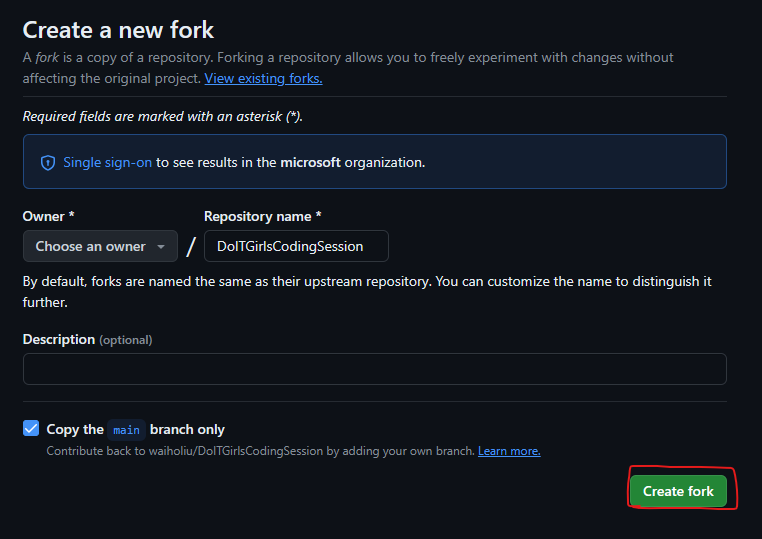 Create a new fork
A fork is a copy of a repository. Forking a repository allows you to freely experiment with changes without
affecting the original project. View existing forks.
Required fields are marked with an asterisk (*).
Single sign-on to see results in the microsoft organization.
Owner * Repository name *
Choose an owner / DoITGirlsCodingSession
By default, forks are named the same as their upstream repository. You can customize the name to distinguish it
further.
Description (optional)
Copy the main branch only
Contribute back to waiholiu/DoITGirlsCodingSession by adding your own branch. Learn more.
Create fork